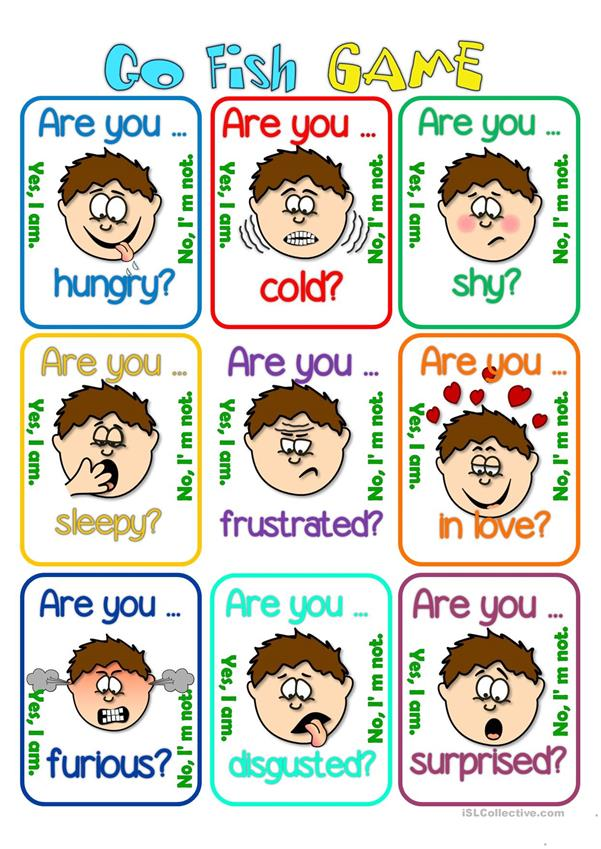 Go Fish GAME
Are you ...
Yes, I am.
No, I' m not.
hungry?
Are you ...
Yes, I am.
No, I' m not.
cold?
Are you ...
Yes, I am.
No, I' m not.
shy?
Are you ...
Yes, I am.
No, I' m not.
sleepy?
Are you ...
Yes, I am.
No, I' m not.
frustrated?
Are you ...
Yes, I am.
No, I' m not.
in love?
Are you ...
Yes, I am.
No, I' m not.
furious?
Are you ...
Yes, I am.
No, I' m not.
disgusted?
Are you ...
Yes, I am.
No, I' m not.
surprised?
iSLCollective.com